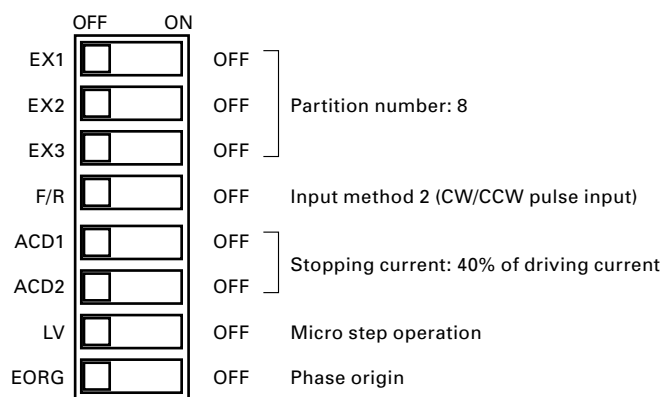 OFF ON
EX1 OFF
EX2 OFF Partition number: 8
EX3 OFF
F/R OFF Input method 2 (CW/CCW pulse input)
ACD1 OFF
Stopping current: 40% of driving current
ACD2 OFF
LV OFF Micro step operation
EORG OFF Phase origin